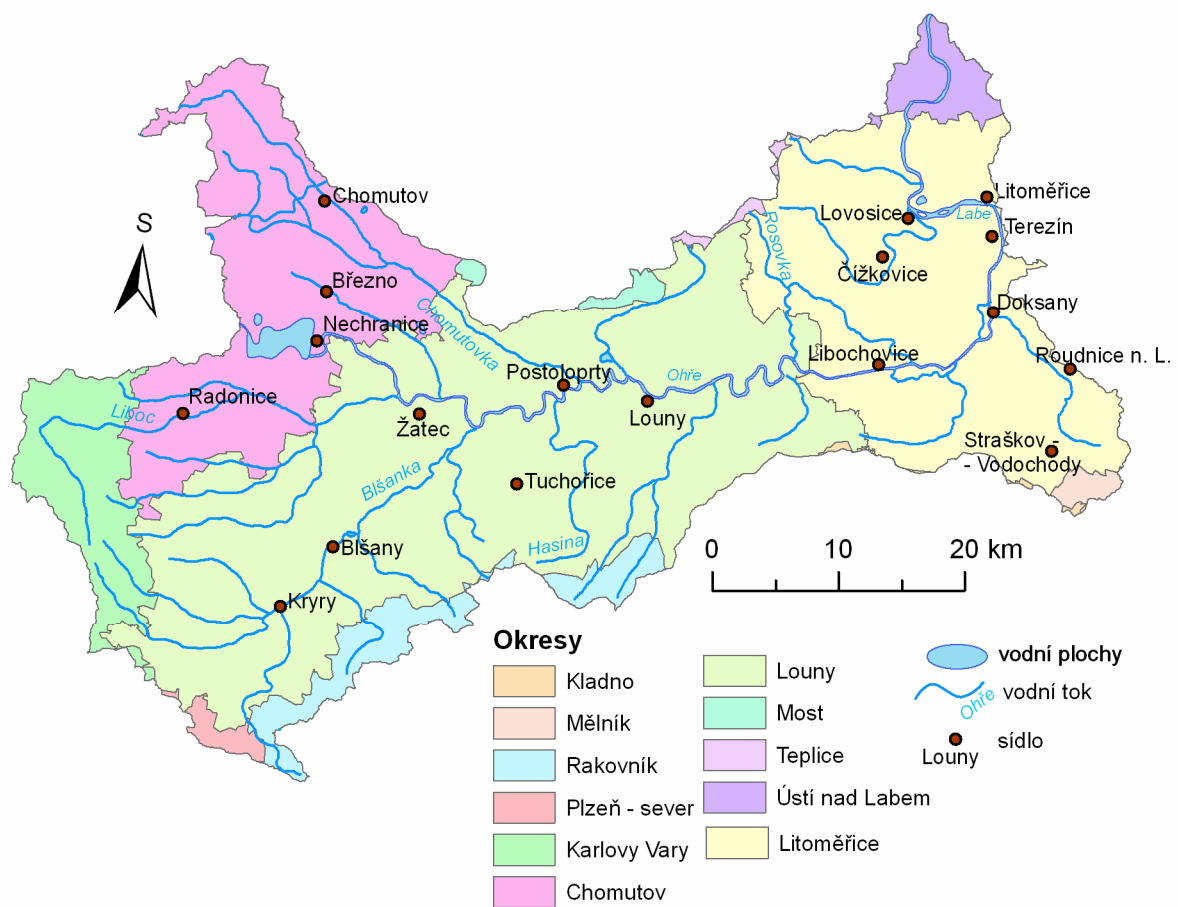 S
Chomutov
Březno
Nechranice
Chomutovka
Radonice
Liboc
Žatec
Postoloprty
Ohře
Louny
Blšanka
Tuchořice
Hasina
Blšany
Kryry
Rosovka
Lovosice
Labe
Litoměřice
Terezín
Čížkovice
Doksany
Libochovice
Roudnice n. L.
Straškov -
- Vodochody
0 10 20 km
Okresy
Kladno
Mělník
Rakovník
Plzeň - sever
Karlovy Vary
Chomutov
Louny
Most
Teplice
Ústí nad Labem
Litoměřice
vodní plochy
Ohře
vodní tok
Louny
sídlo